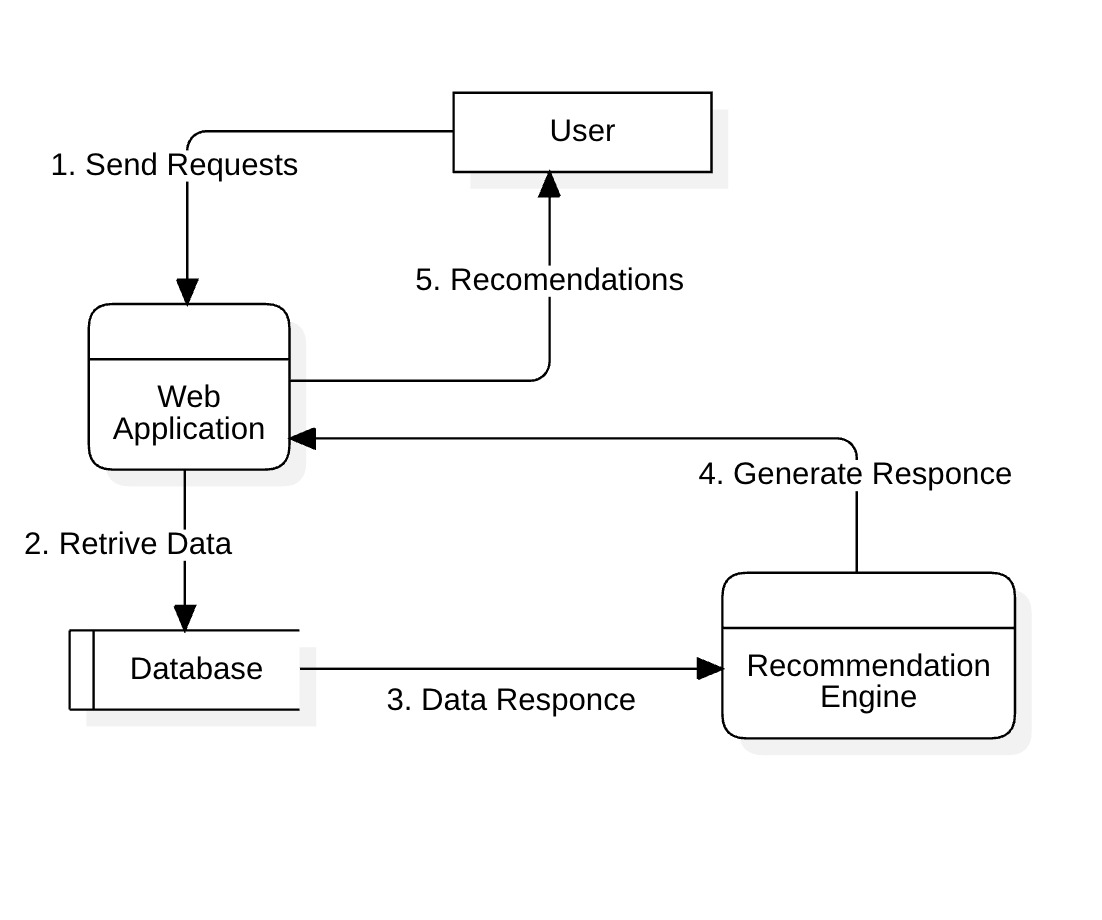 User
1. Send Requests
5. Recomendations
Web
Application
4. Generate Responce
2. Retrive Data
Database
3. Data Responce
Recommendation
Engine